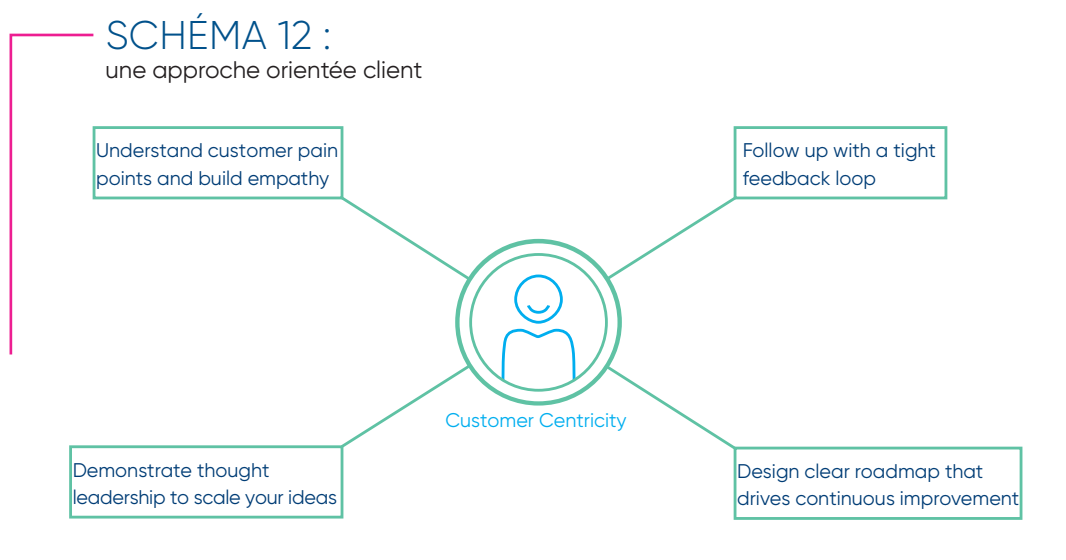 SCHÉMA 12 :
une approche orientée client
Understand customer pain
points and build empathy
Follow up with a tight
feedback loop
Customer Centricity
Demonstrate thought
leadership to scale your ideas
Design clear roadmap that
drives continuous improvement